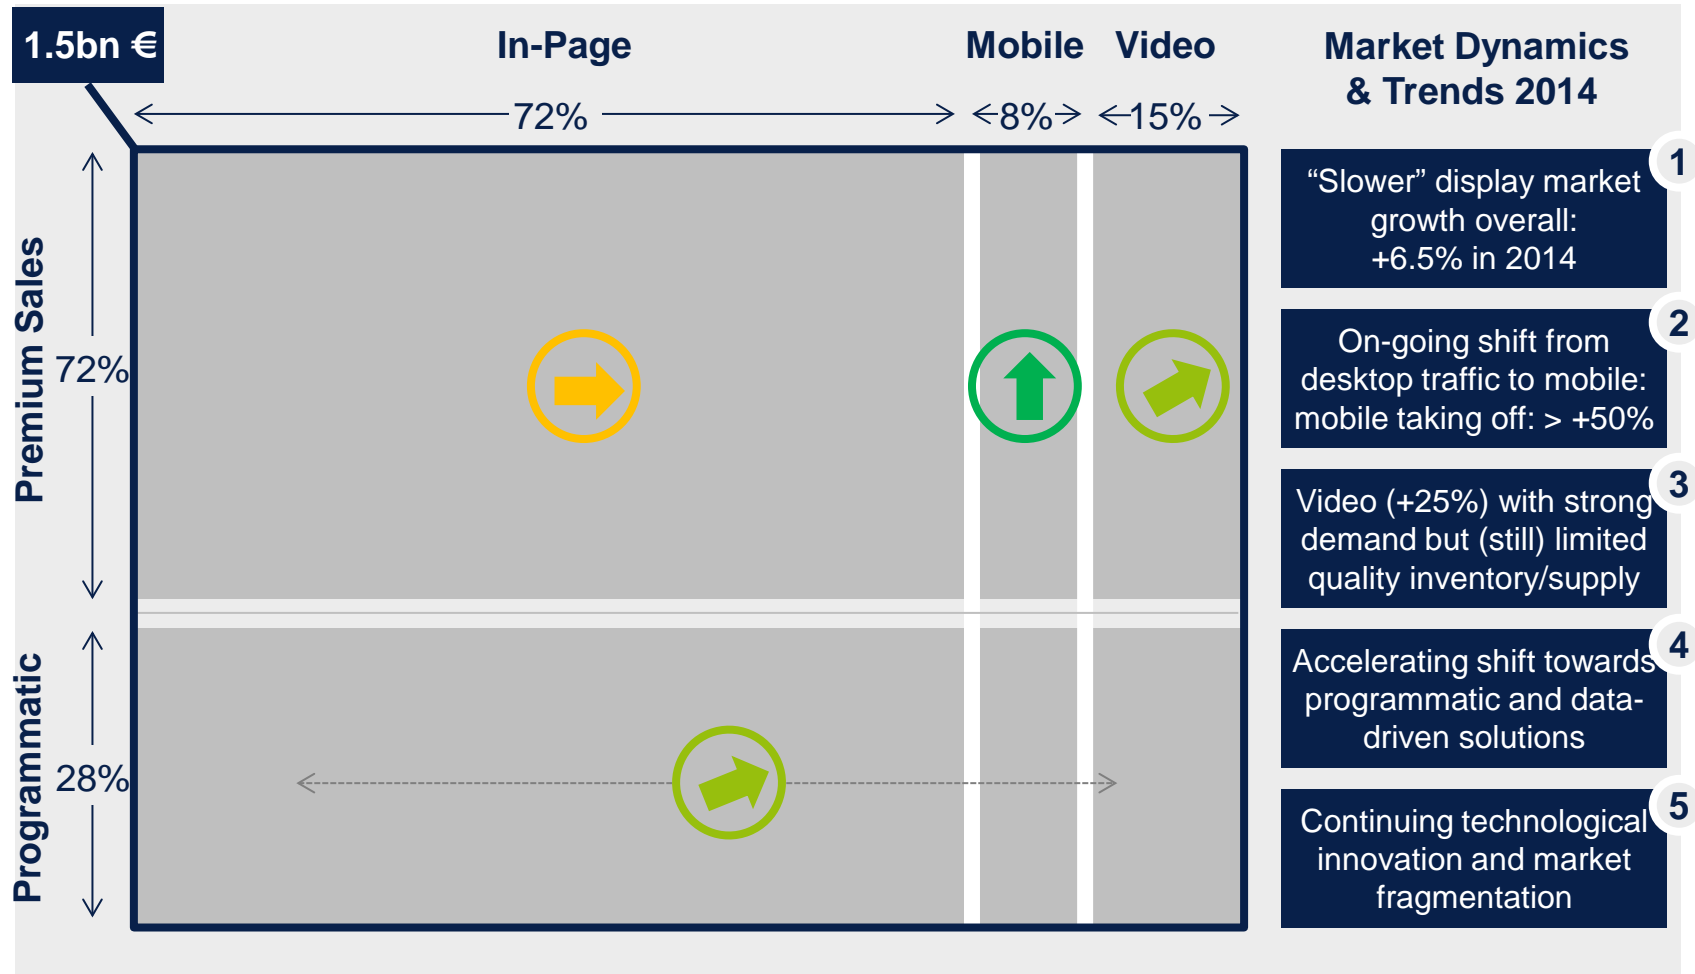 1.5bn €
In-Page
Mobile
Video
72%
8%
15%
Premium Sales
72%
Programmatic
28%
Market Dynamics
& Trends 2014
1
“Slower” display market
growth overall:
+6.5% in 2014
2
On-going shift from
desktop traffic to mobile:
mobile taking off: > +50%
3
Video (+25%) with strong
demand but (still) limited
quality inventory/supply
4
Accelerating shift towards
programmatic and data-
driven solutions
5
Continuing technological
innovation and market
fragmentation